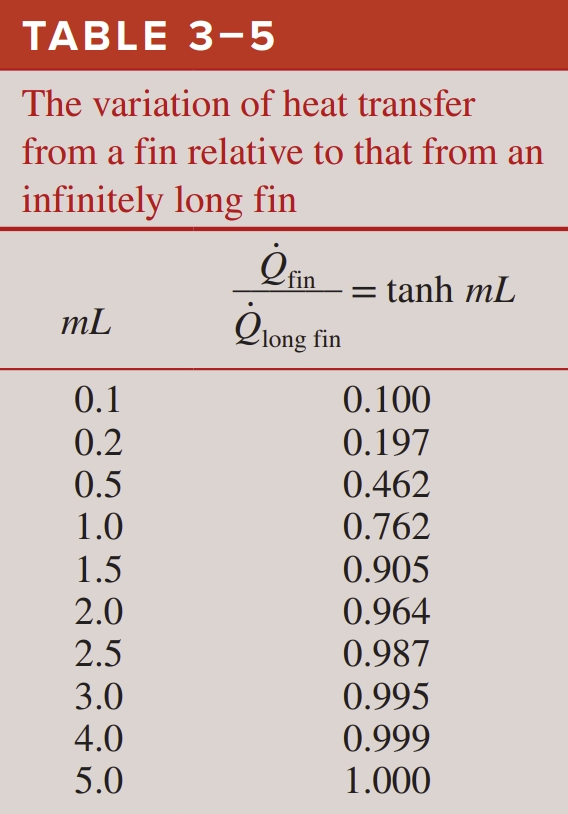 TABLE 3–5
The variation of heat transfer
from a fin relative to that from an
infinitely long fin
mL Q̇fin / Q̇long fin = tanh mL
0.1 0.100
0.2 0.197
0.5 0.462
1.0 0.762
1.5 0.905
2.0 0.964
2.5 0.987
3.0 0.995
4.0 0.999
5.0 1.000